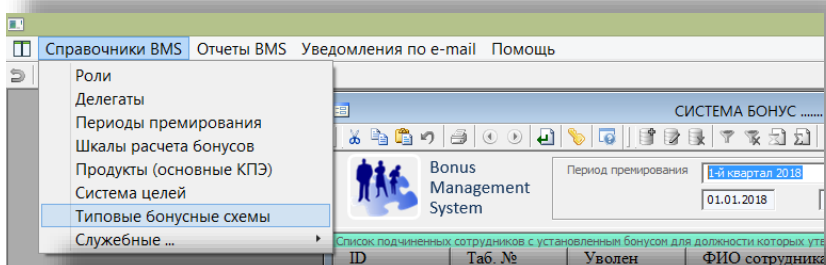 Справочники BMS Отчеты BMS Уведомления по e-mail Помощь
Роли
Делегаты
Периоды премирования
Шкалы расчета бонусов
Продукты (основные КПЭ)
Система целей
Типовые бонусные схемы
Служебные ...
СИСТЕМА БОНУС .......
Bonus
Management
System
Период премирования
1-й квартал 2018
01.01.2018
Список подчиненных сотрудников с установленным бонусом для должности которых утв
ID Таб. № Уволен ФИО сотрудника